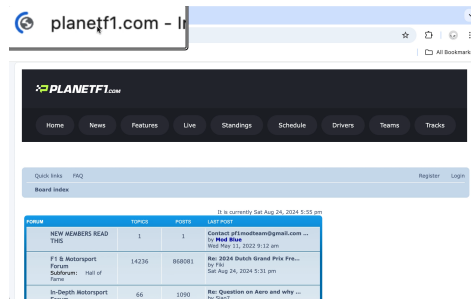 planetf1.com - In
All Bookmark
PLANETF1.COM
Home News Features Live Standings Schedule Drivers Teams Tracks
Quick links FAQ Register Login
Board index
It is currently Sat Aug 24, 2024 5:55 pm
FORUM TOPICS POSTS LAST POST
NEW MEMBERS READ THIS 1 1 Contact pf1modteam@gmail.com ...
by Mod Blue
Wed May 11, 2022 9:12 am
F1 & Motorsport Forum 14236 868081 Re: 2024 Dutch Grand Prix Fre...
Subforum: Hall of Fame by Fiki
Sat Aug 24, 2024 5:31 pm
In-Depth Motorsport Forum 66 1090 Re: Question on Aero and why ...
by